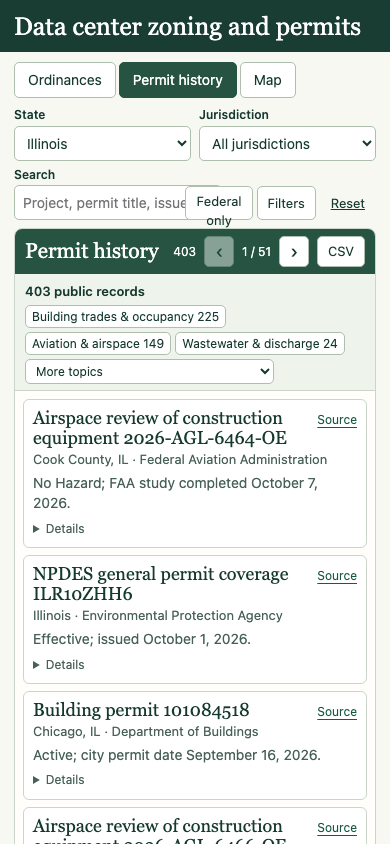 Data center zoning and permits
Ordinances Permit history Map
State Jurisdiction
Illinois All jurisdictions
Search
Project, permit title, issue Federal only Filters Reset
Permit history 403 ‹ 1 / 51 › CSV
403 public records
Building trades & occupancy 225
Aviation & airspace 149 Wastewater & discharge 24
More topics
Airspace review of construction Source
equipment 2026-AGL-6464-OE
Cook County, IL · Federal Aviation Administration
No Hazard; FAA study completed October 7,
2026.
▶ Details
NPDES general permit coverage Source
ILR10ZHH6
Illinois · Environmental Protection Agency
Effective; issued October 1, 2026.
▶ Details
Building permit 101084518 Source
Chicago, IL · Department of Buildings
Active; city permit date September 16, 2026.
▶ Details
Airspace review of construction Source
equipment 2026-AGL-6466-OE